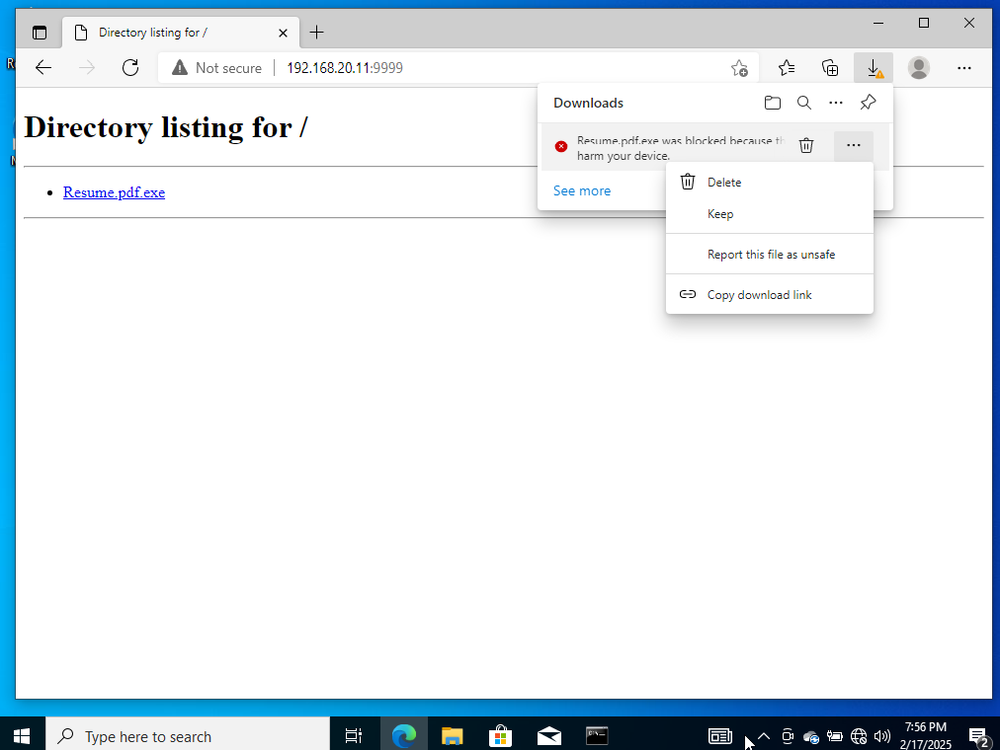 Directory listing for /
Not secure
192.168.20.11:9999
Directory listing for /
Resume.pdf.exe
Downloads
Resume.pdf.exe was blocked because
harm your device.
See more
Delete
Keep
Report this file as unsafe
Copy download link
Type here to search
7:56 PM
2/17/2025
2